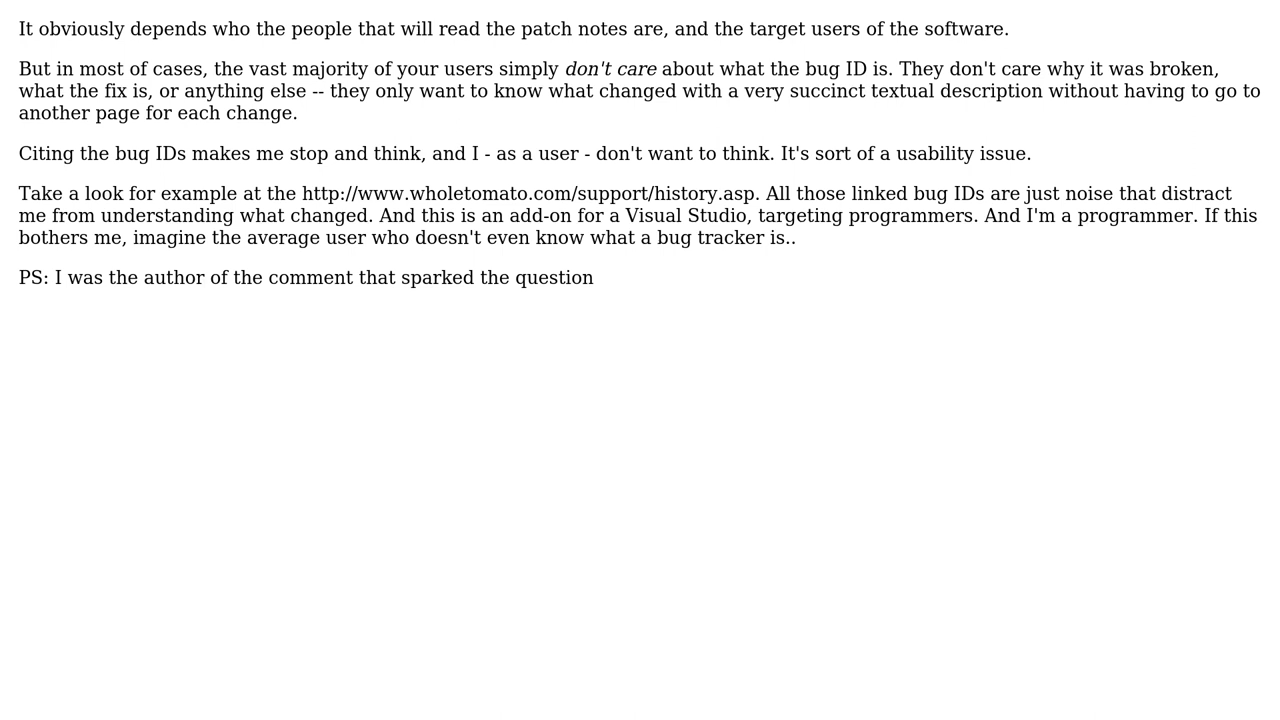 It obviously depends who the people that will read the patch notes are, and the target users of the software.
But in most of cases, the vast majority of your users simply don't care about what the bug ID is. They don't care why it was broken,
what the fix is, or anything else -- they only want to know what changed with a very succinct textual description without having to go to
another page for each change.
Citing the bug IDs makes me stop and think, and I - as a user - don't want to think. It's sort of a usability issue.
Take a look for example at the http://www.wholetomato.com/support/history.asp. All those linked bug IDs are just noise that distract
me from understanding what changed. And this is an add-on for a Visual Studio, targeting programmers. And I'm a programmer. If this
bothers me, imagine the average user who doesn't even know what a bug tracker is..
PS: I was the author of the comment that sparked the question